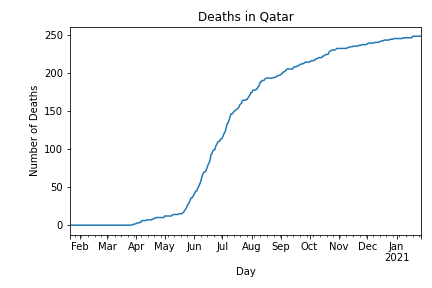 Deaths in Qatar
250
200
150
100
50
0
Number of Deaths
Feb Mar Apr May Jun Jul Aug Sep Oct Nov Dec Jan
2021
Day